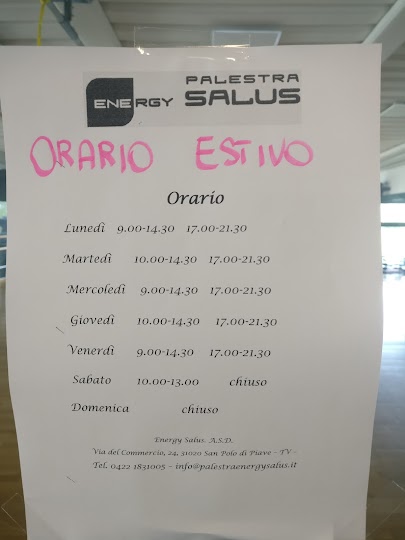 ENERGY PALESTRA SALUS
ORARIO ESTIVO
Orario
Lunedì 9.00-14.30 17.00-21.30
Martedì 10.00-14.30 17.00-21.30
Mercoledì 9.00-14.30 17.00-21.30
Giovedì 10.00-14.30 17.00-21.30
Venerdì 9.00-14.30 17.00-21.30
Sabato 10.00-13.00 chiuso
Domenica chiuso
Energy Salus. A.S.D.
Via del Commercio, 24, 31020 San Polo di Piave – TV –
Tel. 0422 1831005 – info@palestraenergysalus.it